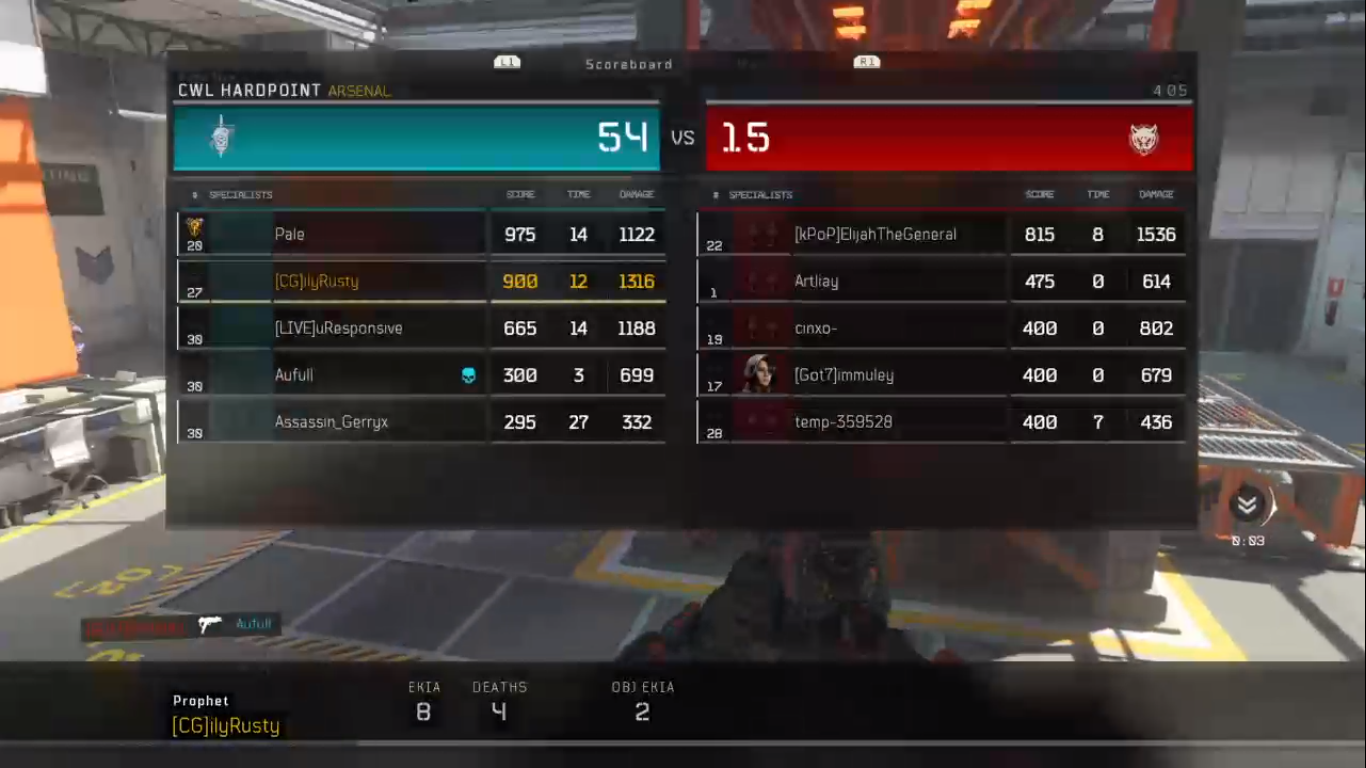 L1 Scoreboard R1
CWL HARDPOINT ARSENAL 4:05
54 VS 15
# SPECIALISTS SCORE TIME DAMAGE # SPECIALISTS SCORE TIME DAMAGE
20 Pale 975 14 1122
27 [CG]ilyRusty 900 12 1316
30 [LIVE]uResponsive 665 14 1188
30 Aufull 300 3 699
30 Assassin_Gerryx 295 27 332
22 [kPoP]ElijahTheGeneral 815 8 1536
1 Artliay 475 0 614
19 cinxo- 400 0 802
17 [Got7]immuley 400 0 679
28 temp-359528 400 7 436
0:03
Aufull
EKIA DEATHS OBJ EKIA
Prophet 8 4 2
[CG]ilyRusty